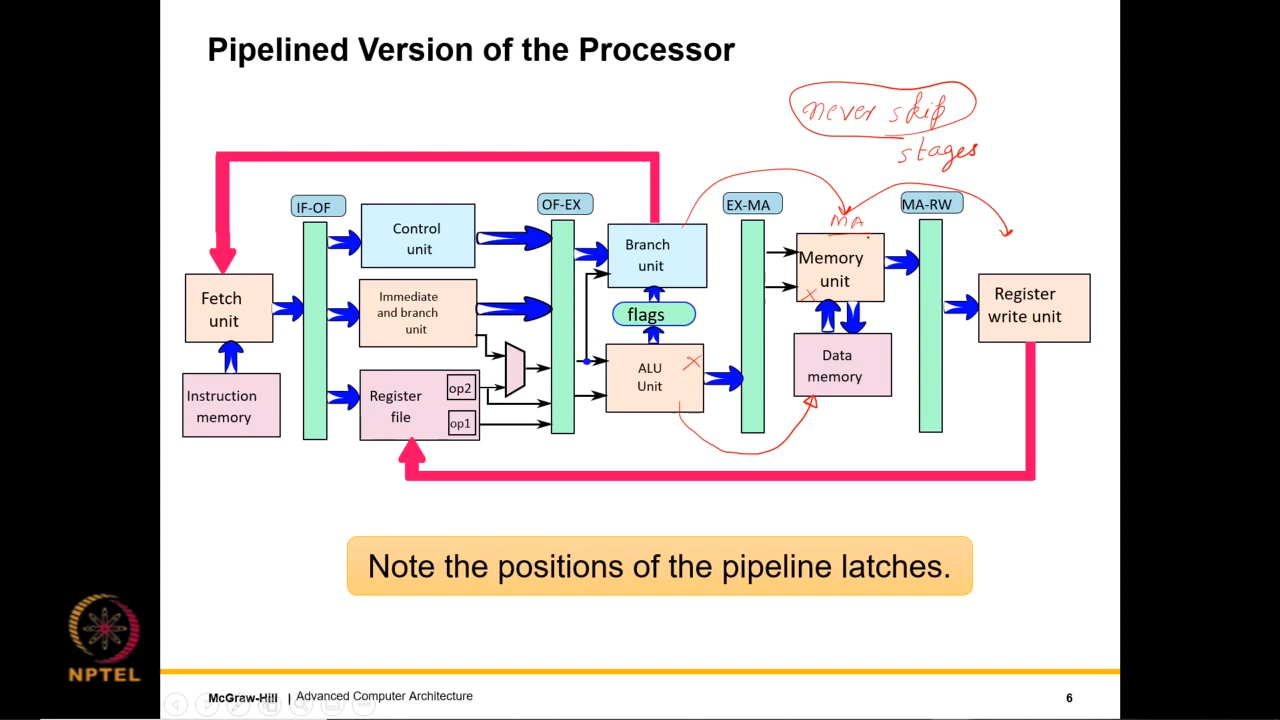 Pipelined Version of the Processor
never skip
stages
IF-OF
OF-EX
EX-MA
MA-RW
MA
Control
unit
Branch
unit
Memory
unit
Fetch
unit
Immediate
and branch
unit
flags
Register
write unit
Instruction
memory
Register
file
op2
op1
ALU
Unit
Data
memory
Note the positions of the pipeline latches.
NPTEL
McGraw-Hill | Advanced Computer Architecture
6